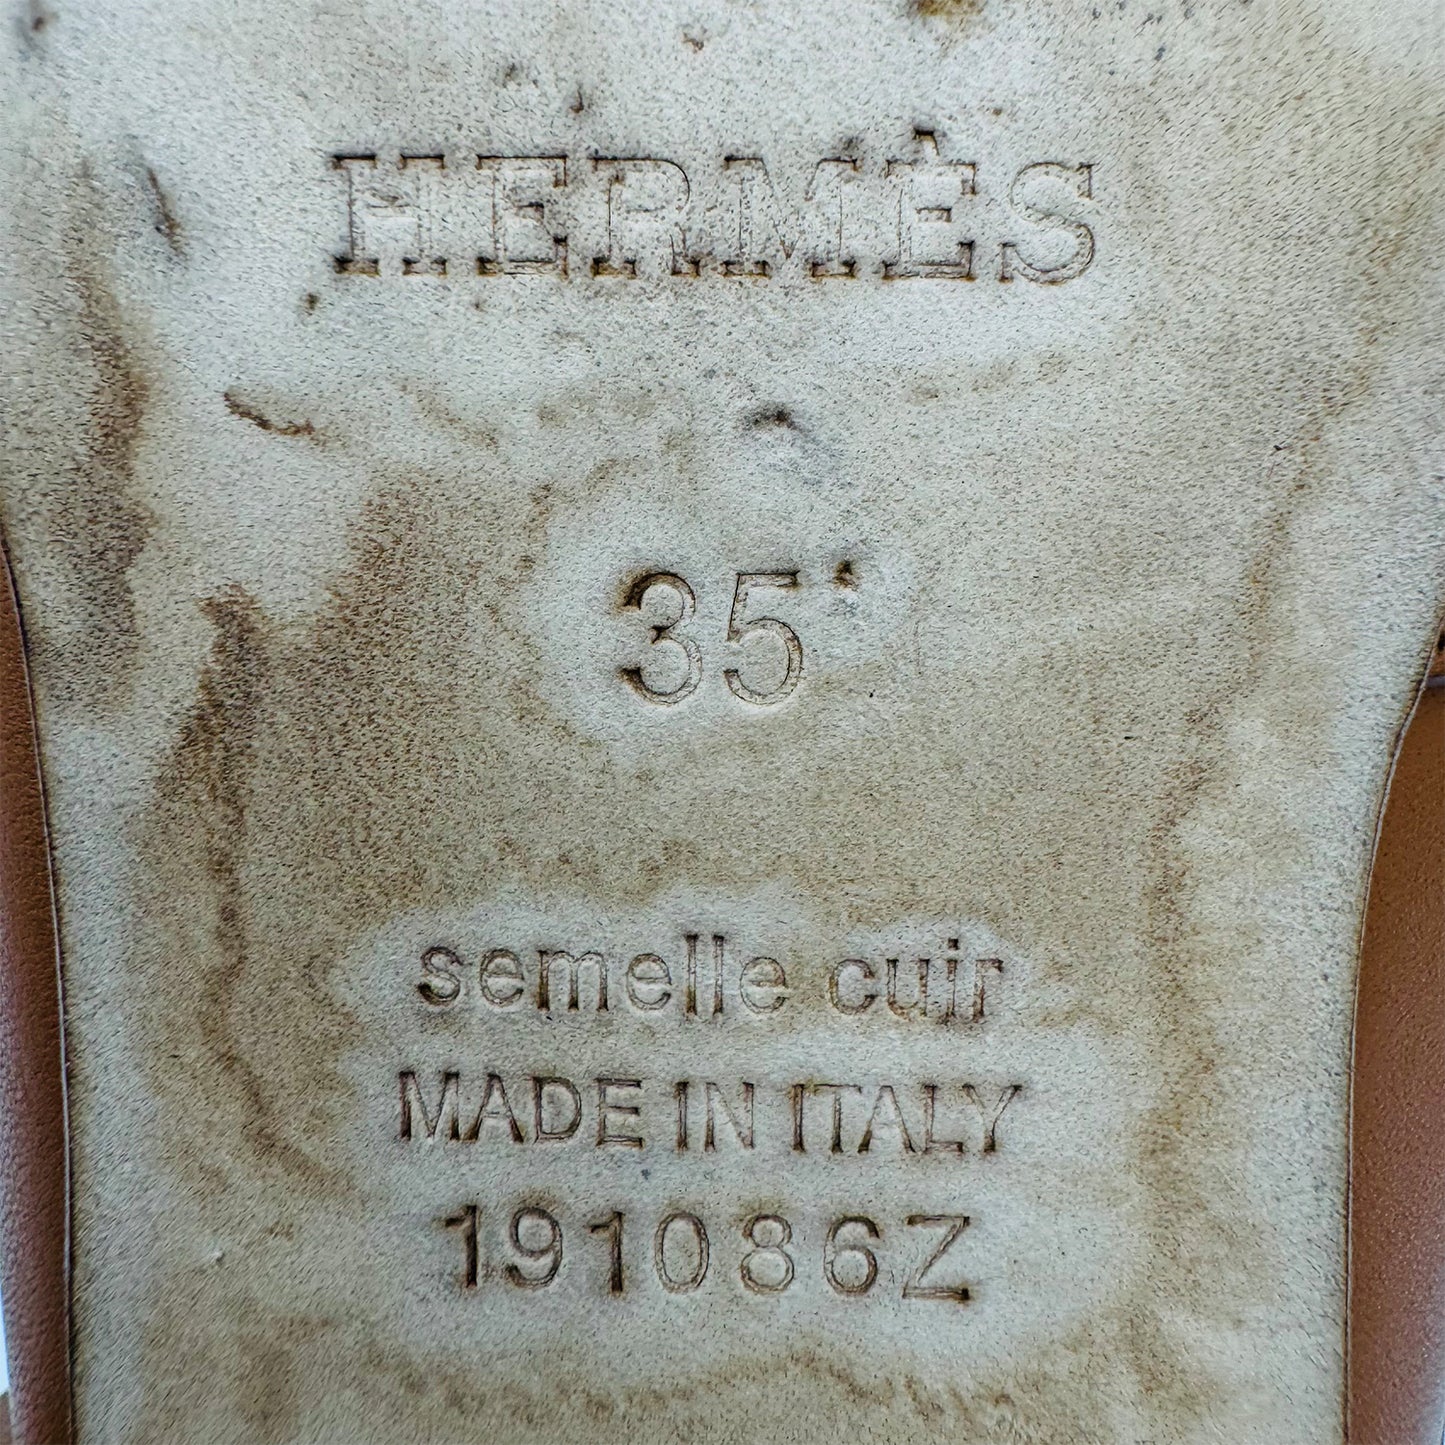 HERMÈS
35
semelle cuir
MADE IN ITALY
191086Z